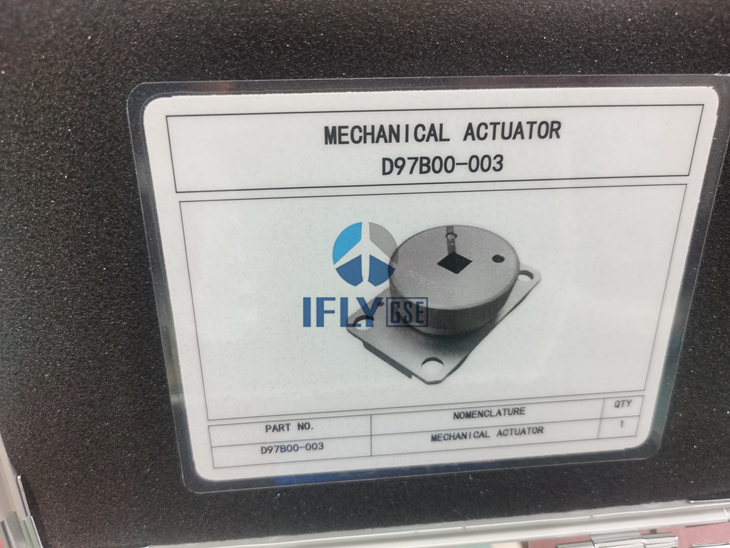 MECHANICAL ACTUATOR
D97B00-003
IFLY GSE
PART NO. NOMENCLATURE QTY
D97B00-003 MECHANICAL ACTUATOR 1